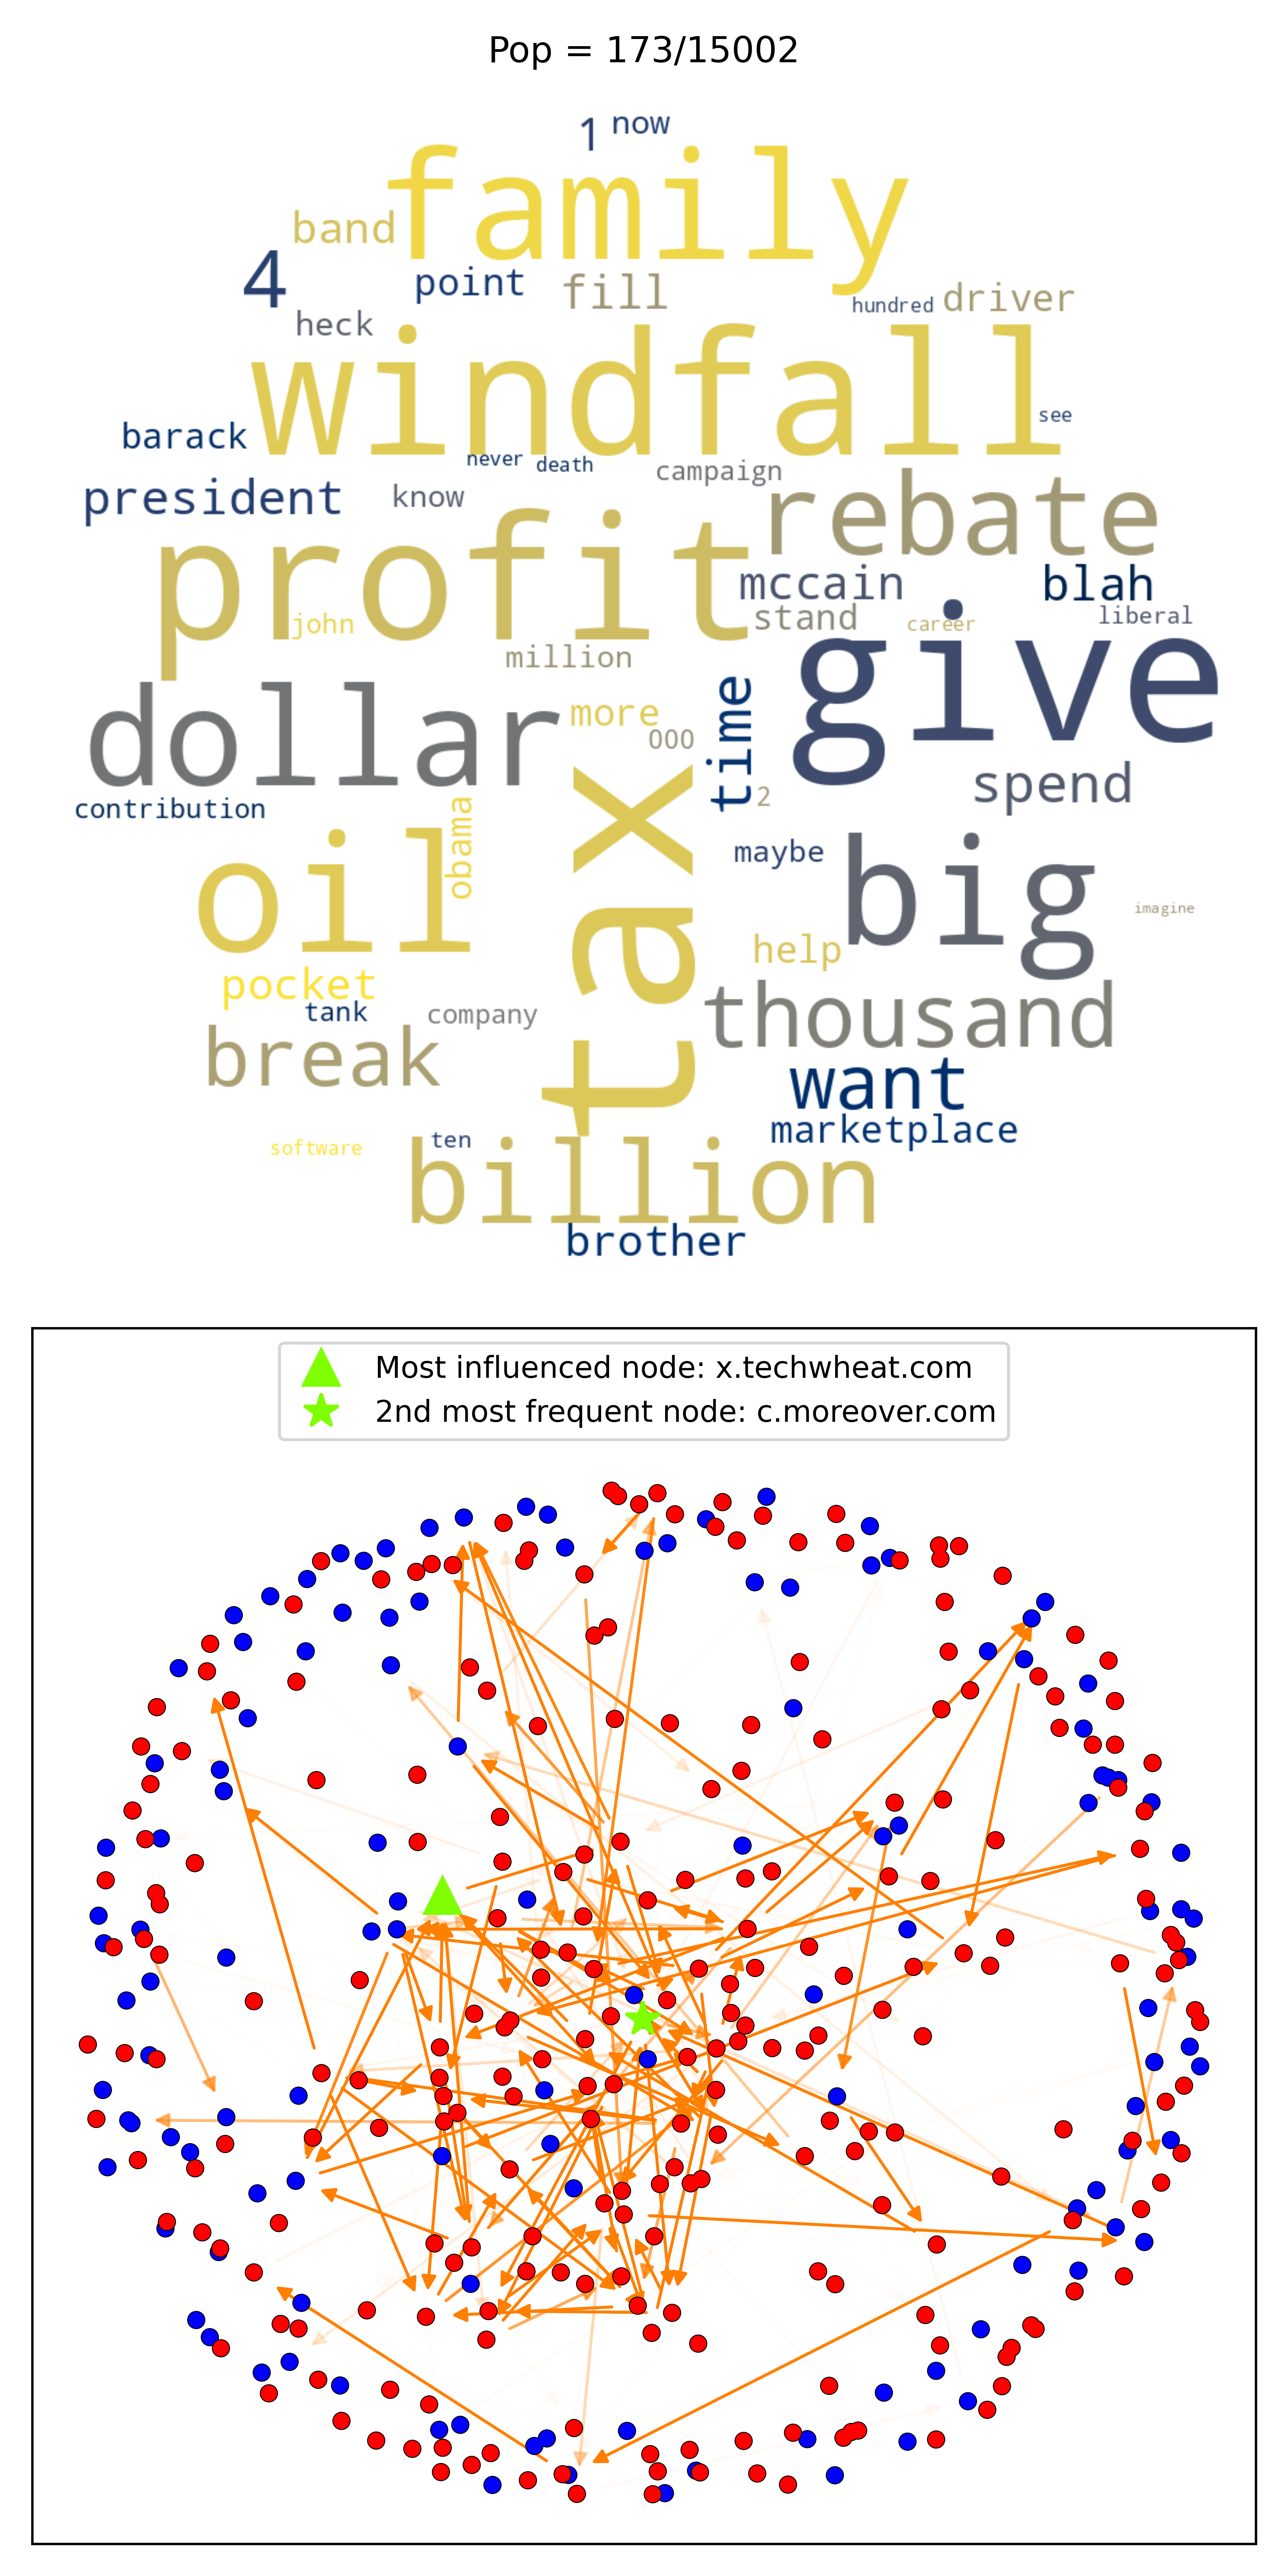 Pop = 173/15002
1 now
family
band
4 point fill
hundred driver
heck
windfall
see
barack
never death campaign
president know rebate
profit
mccain blah
john stand career liberal
million give
dollar more
000 time
2 spend
contribution
obama
tax
maybe big
oil imagine
help
pocket
tank company thousand
break
want
marketplace
software ten
billion
brother
Most influenced node: x.techwheat.com
2nd most frequent node: c.moreover.com